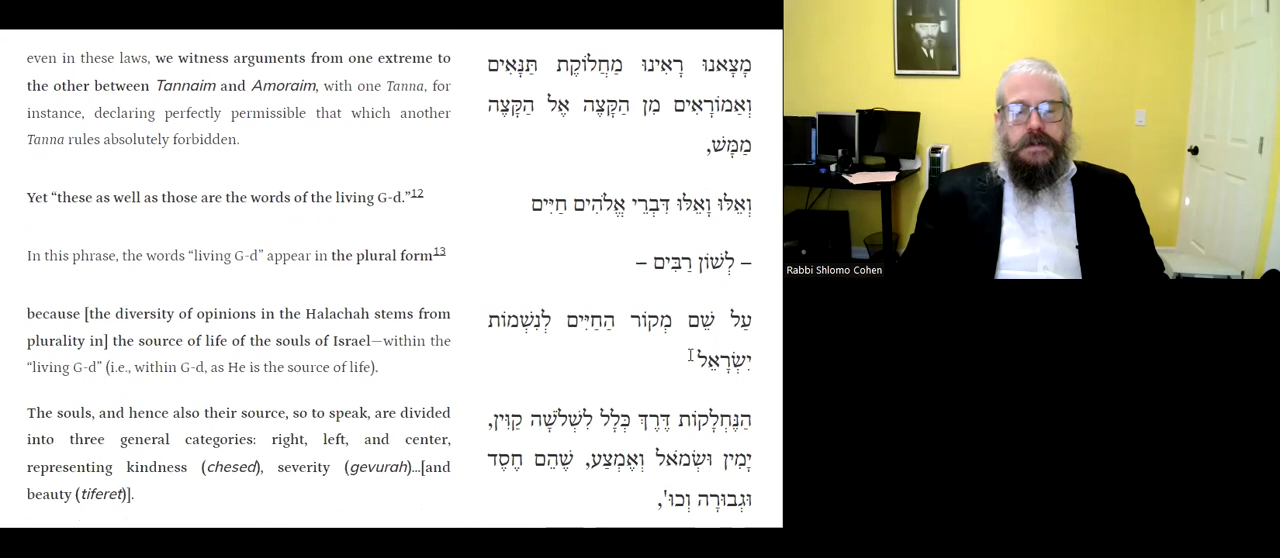 even in these laws, we witness arguments from one extreme to
the other between Tannaim and Amoraim, with one Tanna, for
instance, declaring perfectly permissible that which another
Tanna rules absolutely forbidden.
Yet “these as well as those are the words of the living G-d.”12
In this phrase, the words “living G-d” appear in the plural form13
because [the diversity of opinions in the Halachah stems from
plurality in] the source of life of the souls of Israel—within the
“living G-d” (i.e., within G-d, as He is the source of life).
The souls, and hence also their source, so to speak, are divided
into three general categories: right, left, and center,
representing kindness (chesed), severity (gevurah)...[and
beauty (tiferet)].
מָצָאנוּ רָאִינוּ מַחֲלוֹקֶת תַּנָּאִים
וְאֲמוֹרָאִים מִן הַקָּצֶה אֶל הַקָּצֶה
מַמָּשׁ,
וְאֵלּוּ וָאֵלּוּ דִּבְרֵי אֱלֹהִים חַיִּים
– לְשׁוֹן רַבִּים –
עַל שֵׁם מְקוֹר הַחַיִּים לְנִשְׁמוֹת
יִשְׂרָאֵל
הַנֶּחְלָקוֹת דֶּרֶךְ כְּלָל לִשְׁלֹשָׁה קַוִּין,
יָמִין וּשְׂמֹאל וְאֶמְצַע, שֶׁהֵם חֶסֶד
וּגְבוּרָה וְכוּ',
Rabbi Shlomo Cohen